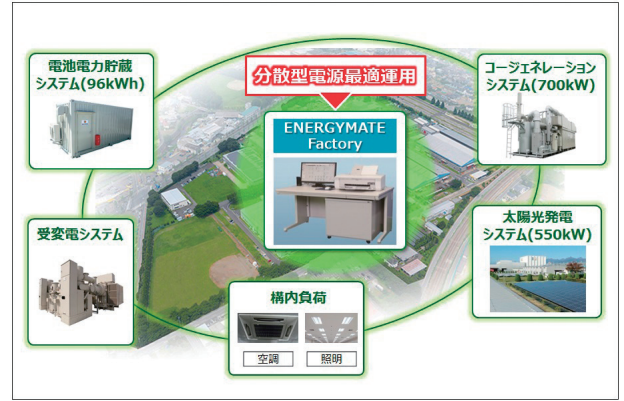 電池電力貯蔵
システム(96kWh)
分散型電源最適運用
コージェネレーション
システム(700kW)
ENERGYMATE
Factory
受変電システム
太陽光発電
システム(550kW)
構内負荷
空調
照明